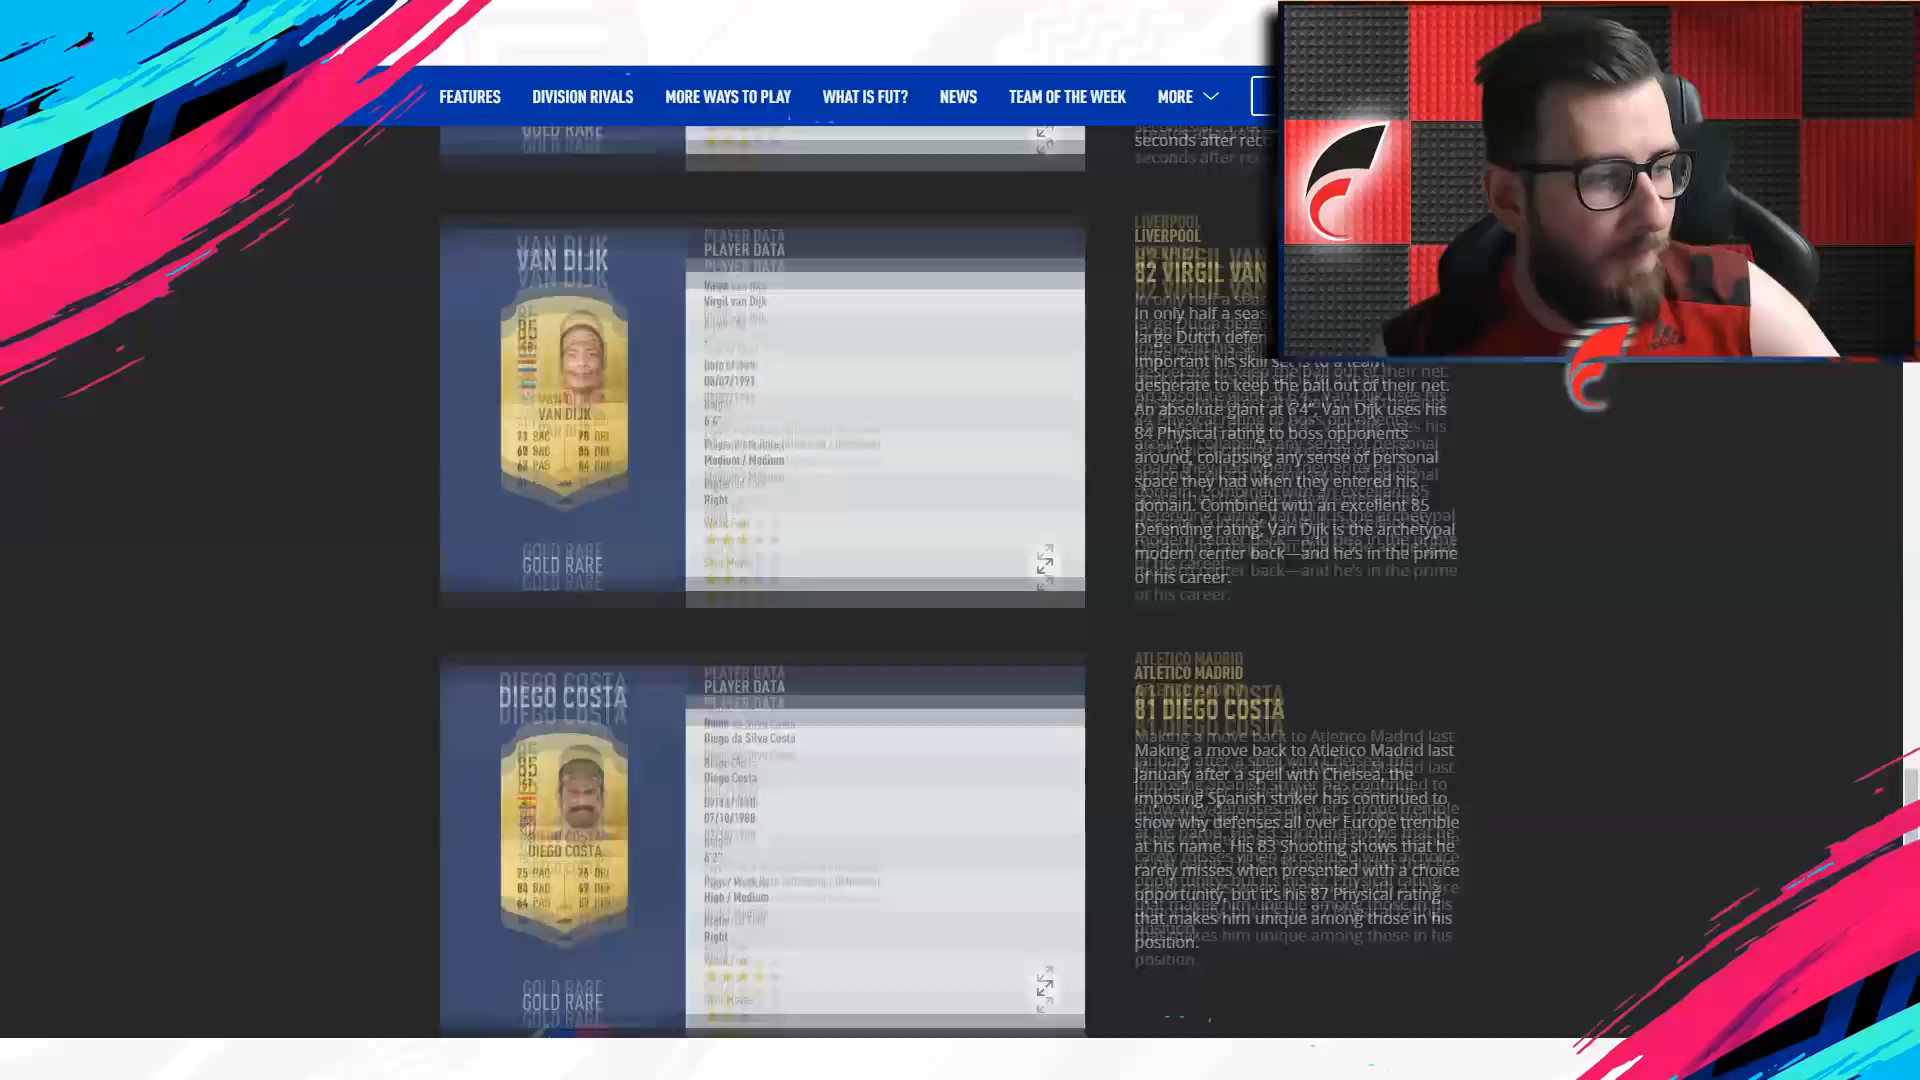 FEATURES DIVISION RIVALS MORE WAYS TO PLAY WHAT IS FUT? NEWS TEAM OF THE WEEK MORE
GOLD RARE
seconds after
VAN DIJK
85
VAN DIJK
GOLD RARE
PLAYER DATA
Virgil van Dijk
08/07/1991
Medium / Medium
Right
LIVERPOOL
82 VIRGIL VAN
In only half a seas
large Dutch defen
important his skill set is to a team
desperate to keep the ball out of their net.
An absolute giant at 6'4", Van Dijk uses his
84 Physical rating to boss opponents
around, collapsing any sense of personal
space they had when they entered his
domain. Combined with an excellent 85
Defending rating, Van Dijk is the archetypal
modern center back—and he's in the prime
of his career.
DIEGO COSTA
85
DIEGO COSTA
GOLD RARE
PLAYER DATA
Diego da Silva Costa
Diego Costa
07/10/1988
6'2"
High / Medium
Right
ATLETICO MADRID
81 DIEGO COSTA
Making a move back to Atletico Madrid last
January after a spell with Chelsea, the
imposing Spanish striker has continued to
show why defenses all over Europe tremble
at his name. His 83 Shooting shows that he
rarely misses when presented with a choice
opportunity, but it's his 87 Physical rating
that makes him unique among those in his
position.